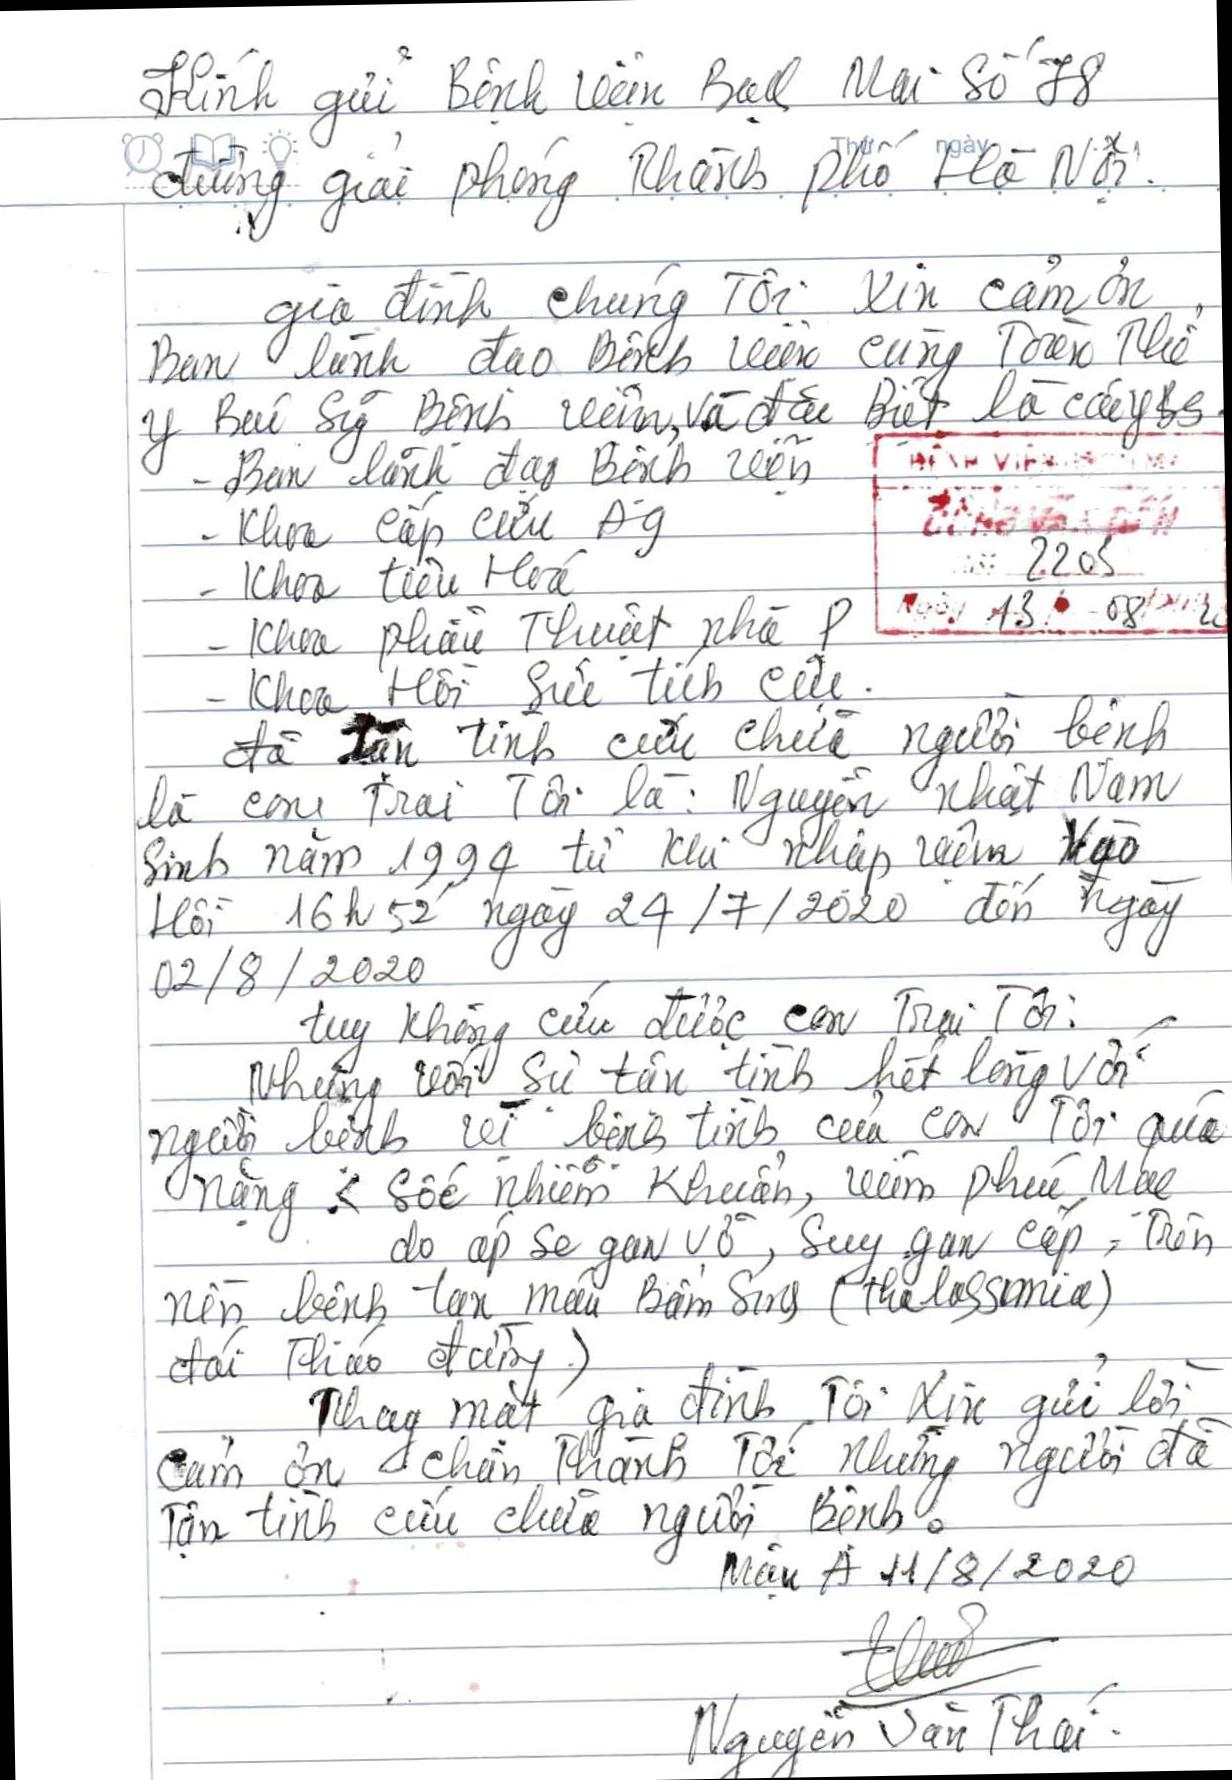 Kính gửi Bệnh viện Bạch Mai Số 78
Thứ ngày
đường giải phóng Thành phố Hà Nội.
gia đình chúng Tôi xin cảm ơn
Ban lãnh đạo Bệnh viện cùng Toàn Thể
y Bác Sỹ Bệnh viện, và đặc Biệt là các
- Ban lãnh đạo Bệnh viện
BỆNH VIỆN BẠCH MAI
- Khoa cấp cứu A9
CÔNG VĂN ĐẾN
2205
- Khoa tiêu Hoá
Ngày 13 08
- Khoa phẫu Thuật nhà P
- Khoa Hồi Sức tích cực.
đã tận tình cứu chữa người bệnh
là con Trai Tôi là: Nguyễn nhật Nam
Sinh năm 1994 từ khi nhập viện vào
Hồi 16h52 ngày 24/7/2020 đến ngày
02/8/2020
tuy không cứu được con Trai Tôi:
Nhưng với sự tận tình hết lòng với
người bệnh vì bệnh tình của con Tôi quá
nặng: Sốc nhiễm khuẩn, viêm phúc Mạc
do áp se gan vỡ, Suy gan cấp, Trên
nền bệnh tan máu Bẩm Sinh (thalassemia)
đái Tháo đường)
Thay mặt gia đình Tôi Xin gửi lời
cảm ơn chân Thành Tới những người đã
Tận tình cứu chữa người Bệnh.
Mậu A 11/8/2020
Nguyễn Văn Thái.